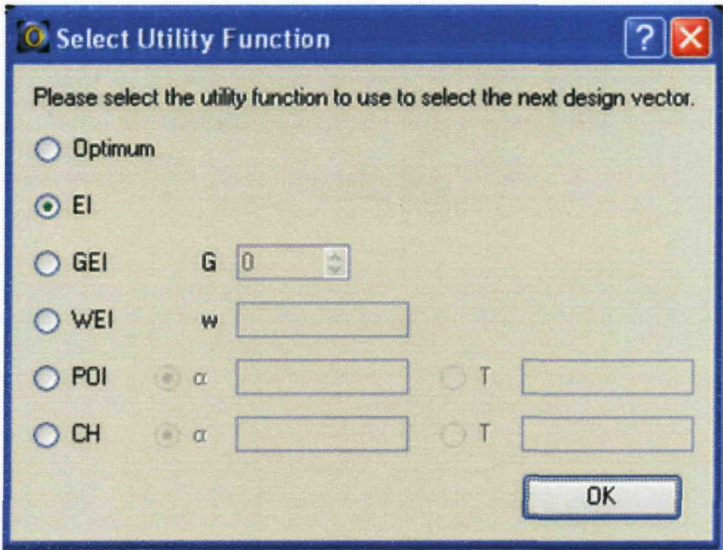 Select Utility Function
Please select the utility function to use to select the next design vector.
Optimum
EI
GEI G 0
WEI w
POI α T
CH α T
OK